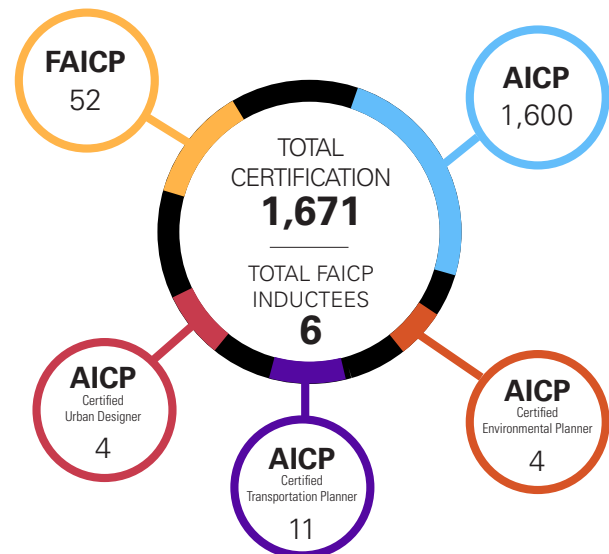 FAICP
52
AICP
1,600
TOTAL
CERTIFICATION
1,671
TOTAL FAICP
INDUCTEES
6
AICP
Certified
Urban Designer
4
AICP
Certified
Transportation Planner
11
AICP
Certified
Environmental Planner
4